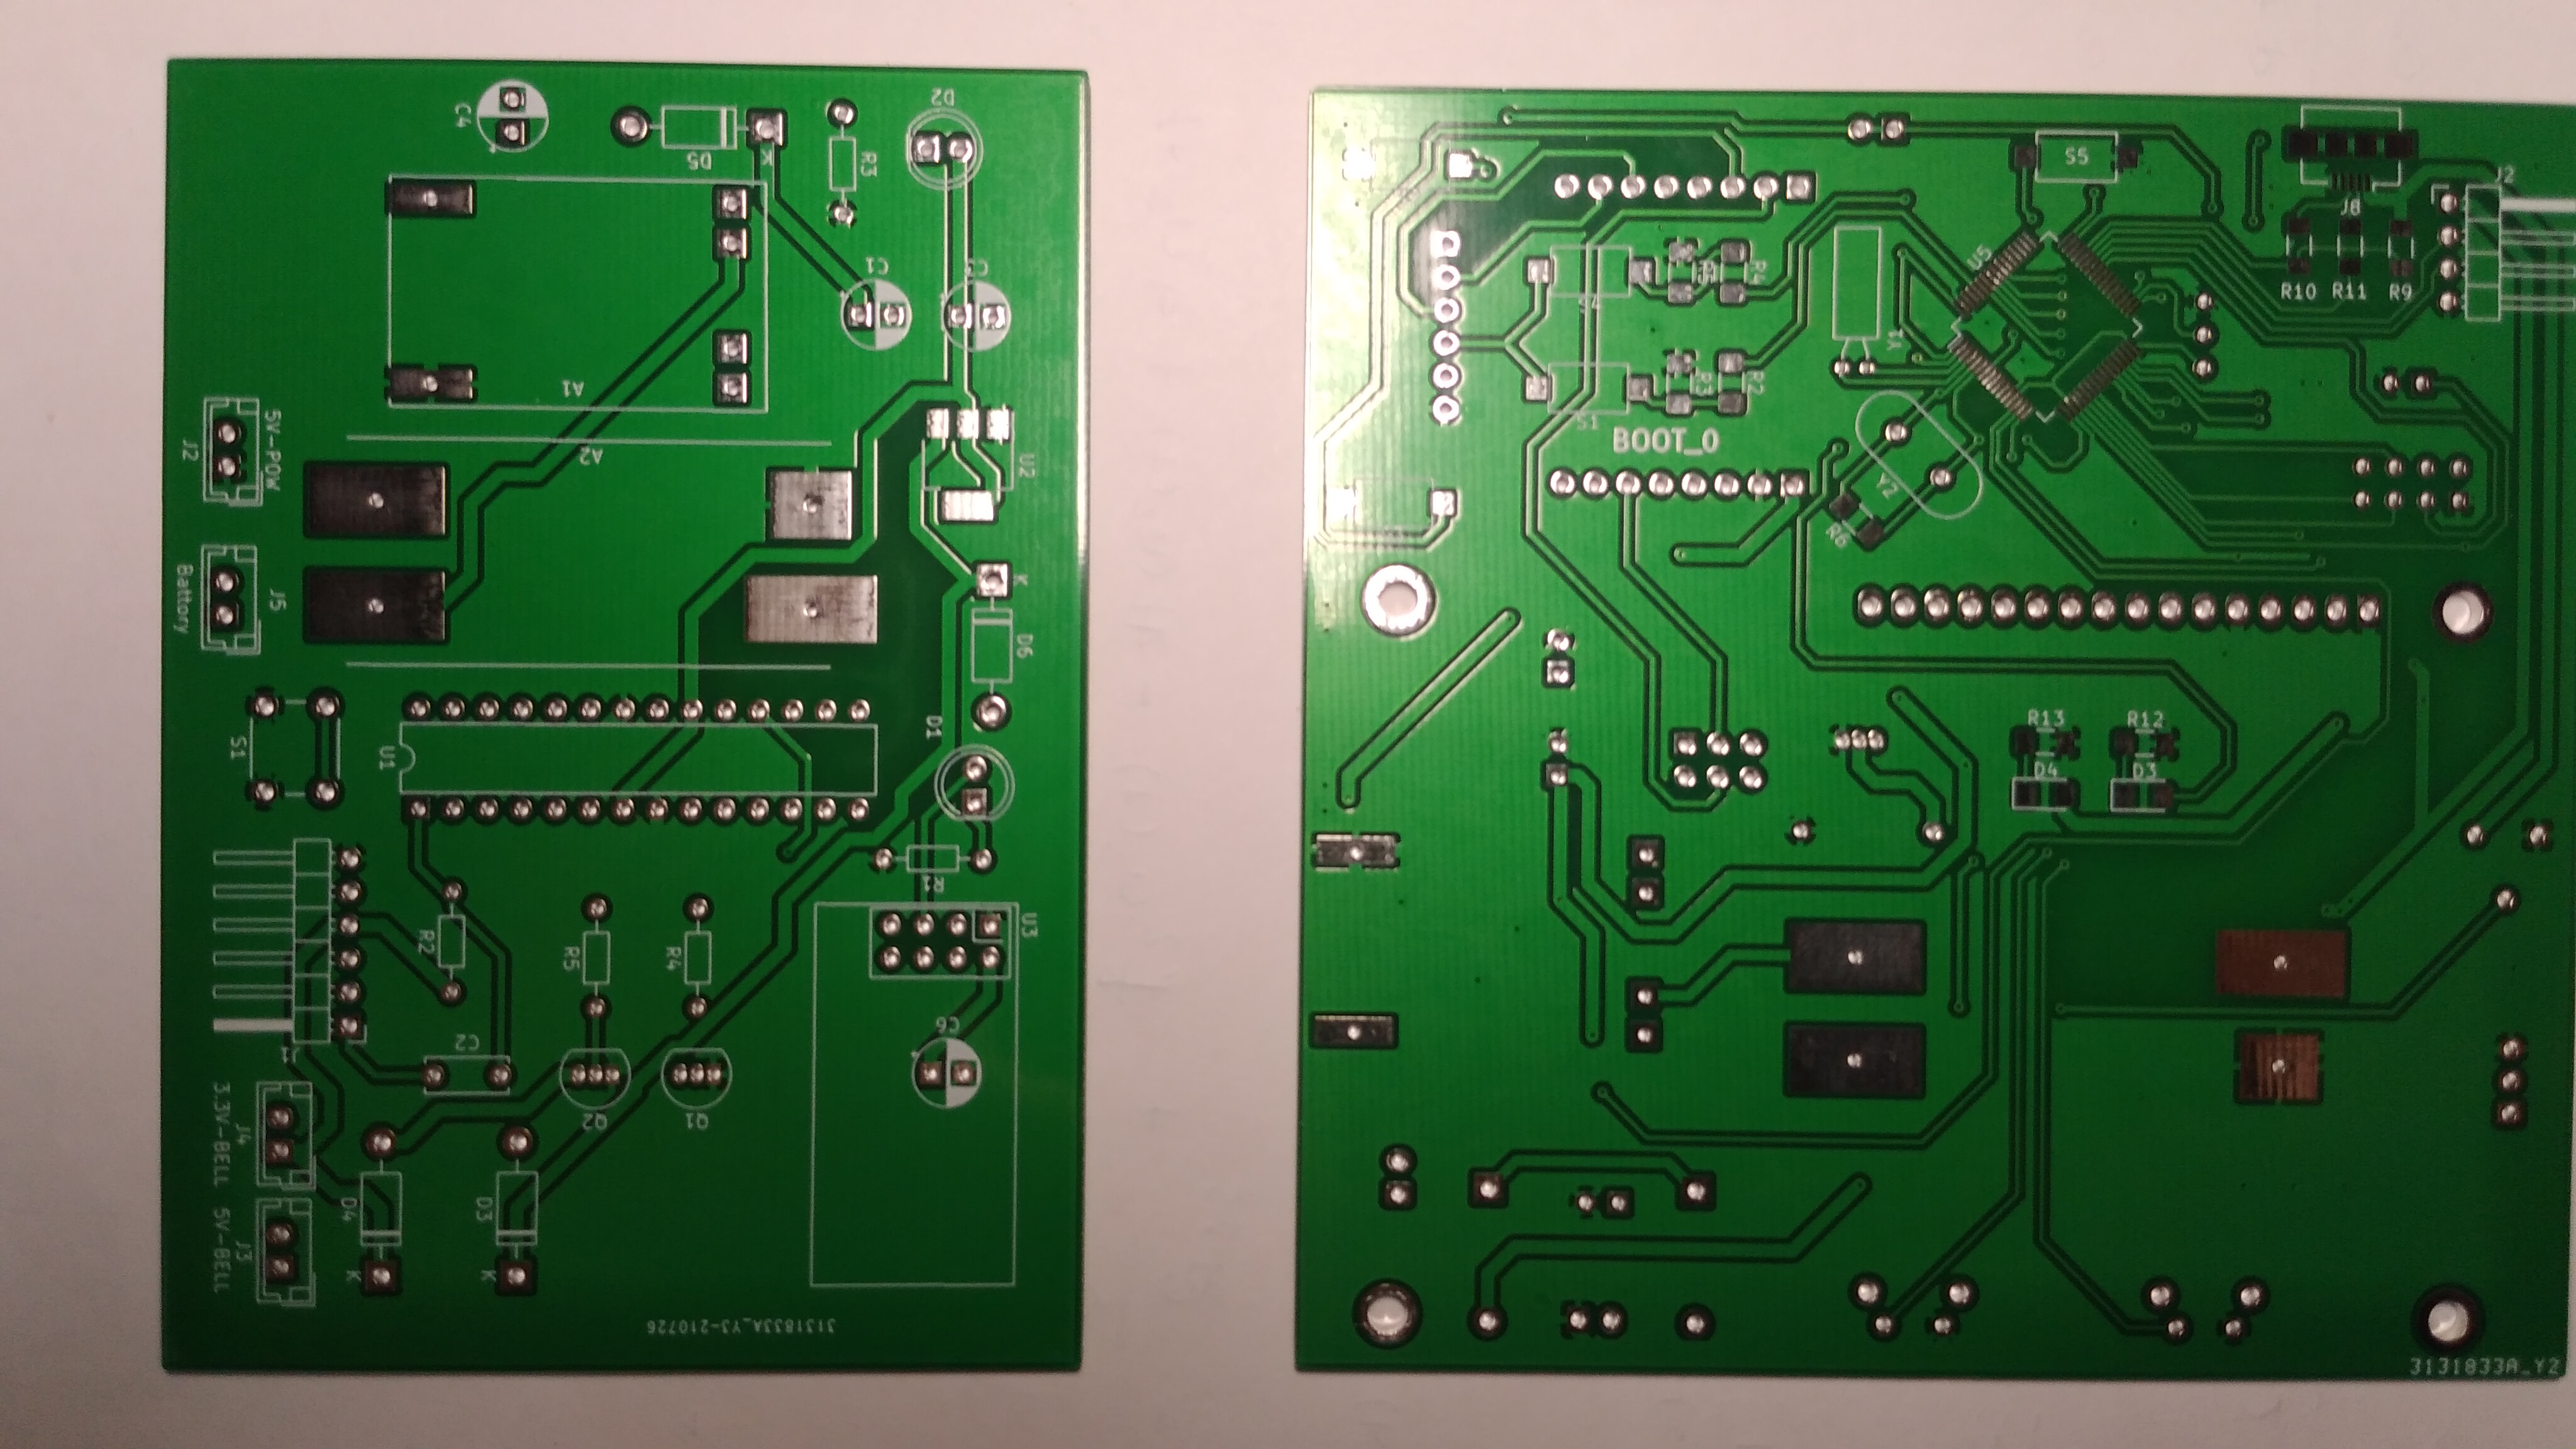 C4
D5
K
R3
D2
C1
A1
A2
5V-POW
J2
U2
K
J5
Battory
D6
S1
U1
D1
R1
U3
R2
R5
R4
C6
C2
J1
Q2
Q1
3.3V-BELL
J4
D4
D3
5V-BELL
J3
K
K
3131833A_Y3-210726
S5
J8
J2
U5
R4
S4
R10 R11 R9
Y1
R3
R2
S1
BOOT_0
Y2
R6
R13
R12
D4
D3
3131833A_Y2